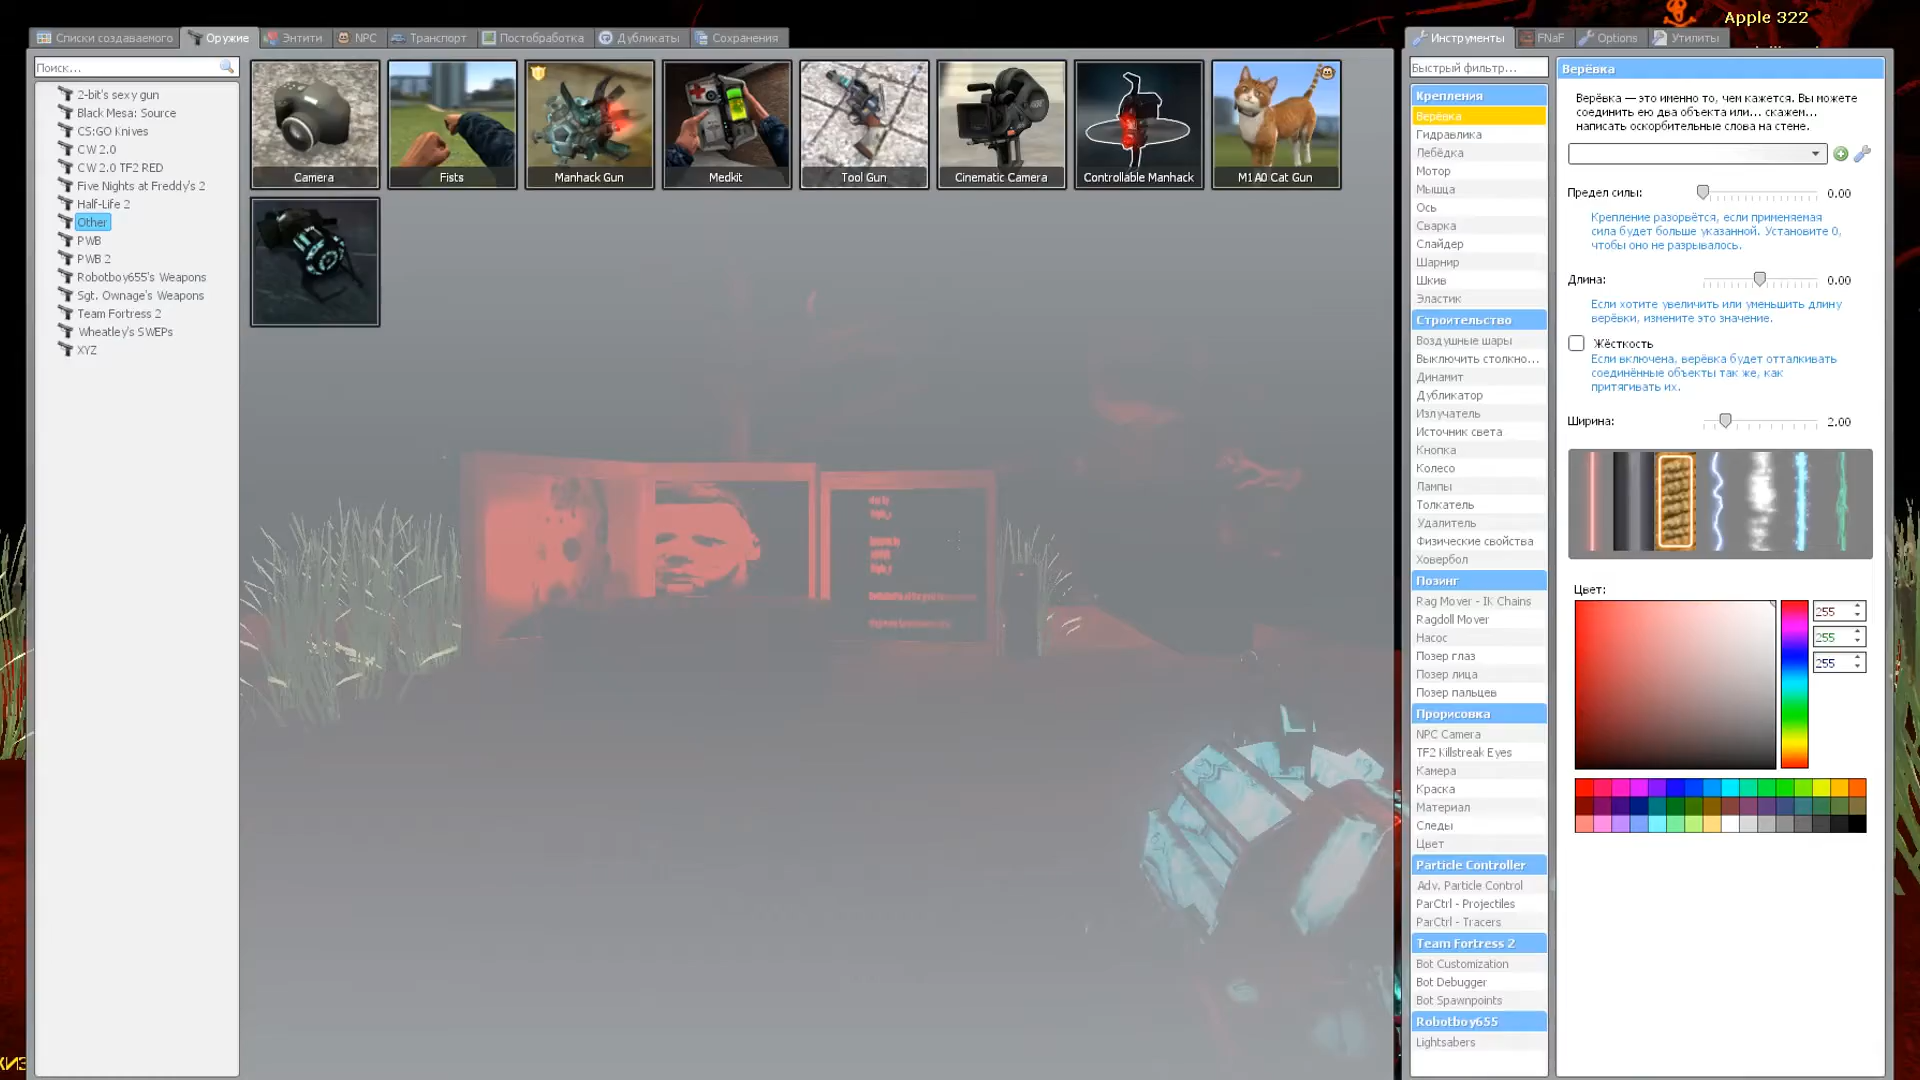 Apple 322
Списки создаваемого
Оружие
Энтити
NPC
Транспорт
Постобработка
Дубликаты
Сохранения
Инструменты
FNaF
Options
Утилиты
Поиск...
2-bit's sexy gun
Black Mesa: Source
CS:GO Knives
CW 2.0
CW 2.0 TF2 RED
Five Nights at Freddy's 2
Half-Life 2
Other
PWB
PWB 2
Robotboy655's Weapons
Sgt. Ownage's Weapons
Team Fortress 2
Wheatley's SWEPs
XYZ
Camera
Fists
Manhack Gun
Medkit
Tool Gun
Cinematic Camera
Controllable Manhack
M1A0 Cat Gun
Быстрый фильтр...
Крепления
Верёвка
Гидравлика
Лебёдка
Мотор
Мышца
Ось
Сварка
Слайдер
Шарнир
Шкив
Эластик
Строительство
Воздушные шары
Выключить столкно...
Динамит
Дубликатор
Излучатель
Источник света
Кнопка
Колесо
Лампы
Толкатель
Удалитель
Физические свойства
Ховербол
Позинг
Rag Mover - Ik Chains
Ragdoll Mover
Насос
Позер глаз
Позер лица
Позер пальцев
Прорисовка
NPC Camera
TF2 Killstreak Eyes
Камера
Краска
Материал
Следы
Цвет
Particle Controller
Adv. Particle Control
ParCtrl - Projectiles
ParCtrl - Tracers
Team Fortress 2
Bot Customization
Bot Debugger
Bot Spawnpoints
Robotboy655
Lightsabers
Верёвка
Верёвка — это именно то, чем кажется. Вы можете
соединить ею два объекта или... скажем...
написать оскорбительные слова на стене.
Предел силы: 0.00
Крепление разорвётся, если применяемая
сила будет больше указанной. Установите 0,
чтобы оно не разрывалось.
Длина: 0.00
Если хотите увеличить или уменьшить длину
верёвки, измените это значение.
Жёсткость
Если включена, верёвка будет отталкивать
соединённые объекты так же, как
притягивать их.
Ширина: 2.00
Цвет:
255
255
255